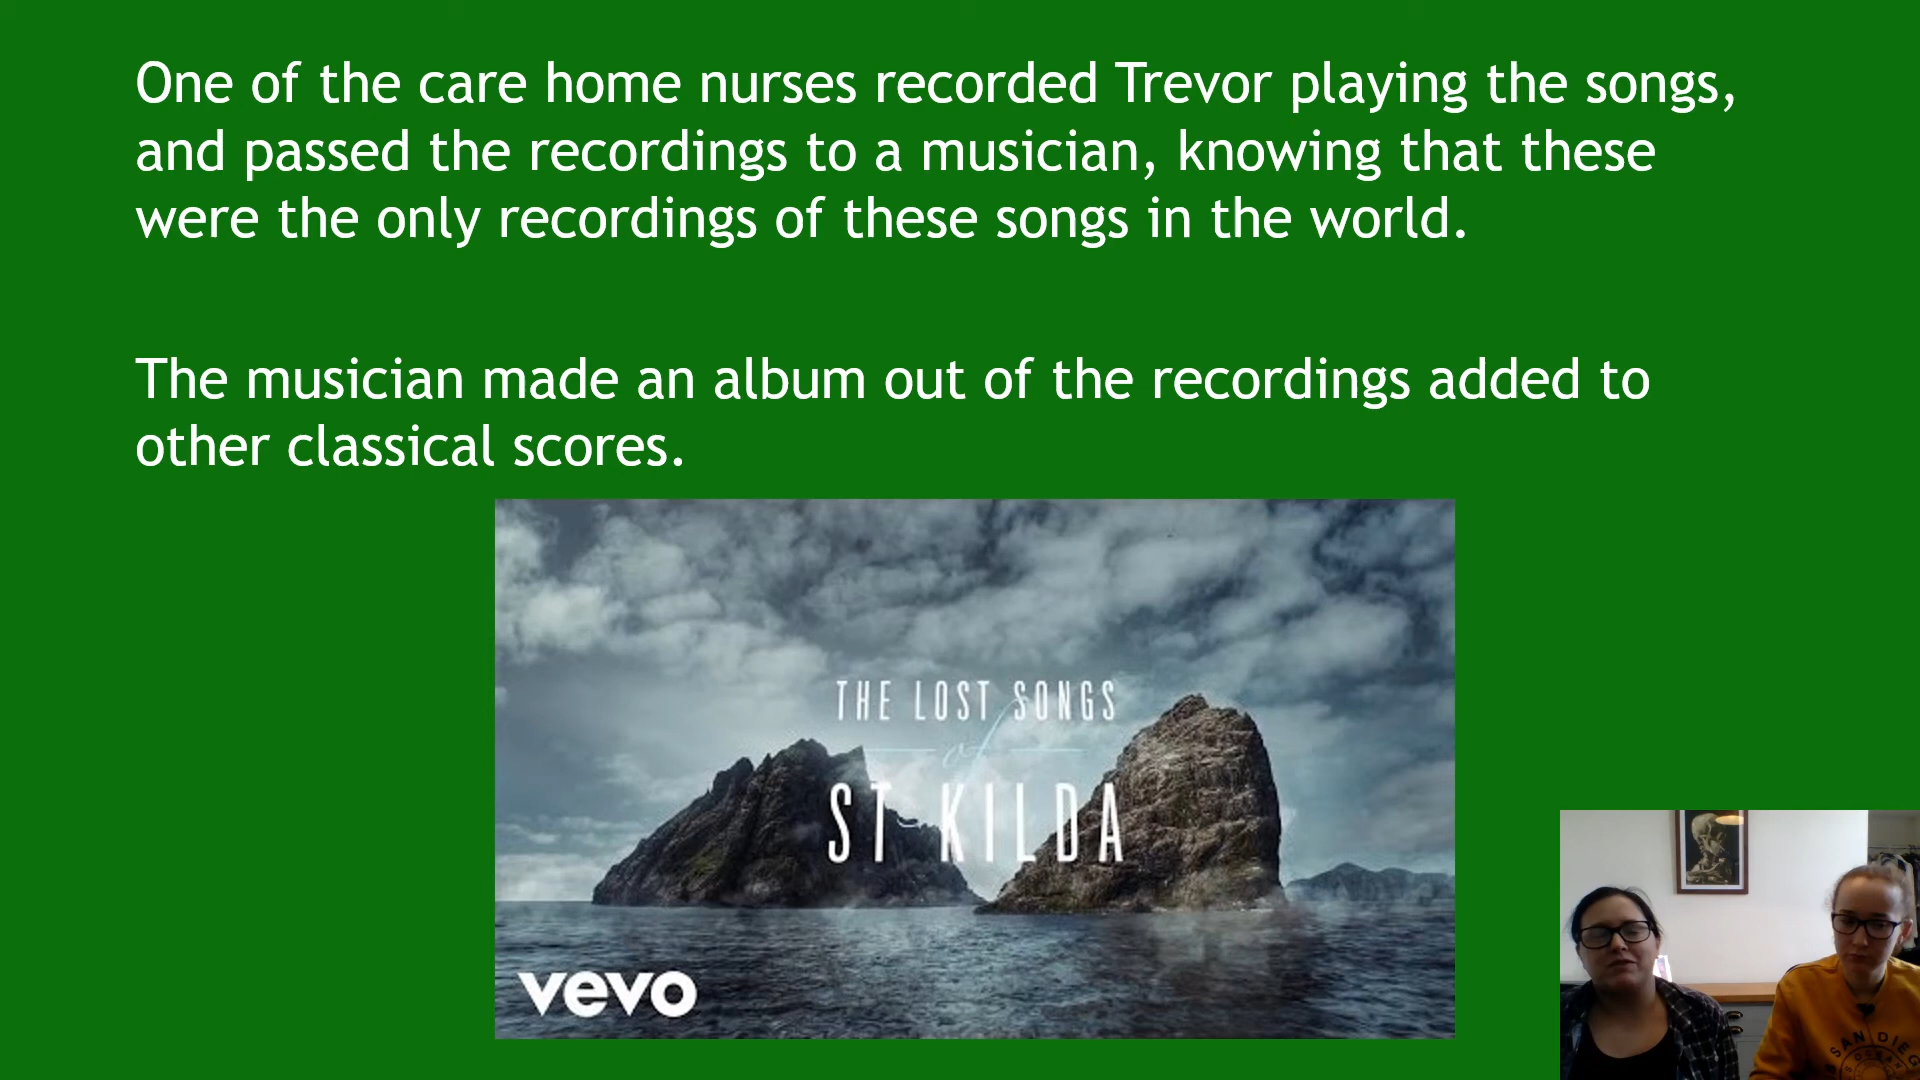 One of the care home nurses recorded Trevor playing the songs,
and passed the recordings to a musician, knowing that these
were the only recordings of these songs in the world.
The musician made an album out of the recordings added to
other classical scores.
THE LOST SONGS
of
ST KILDA
vevo
SAN DIEG